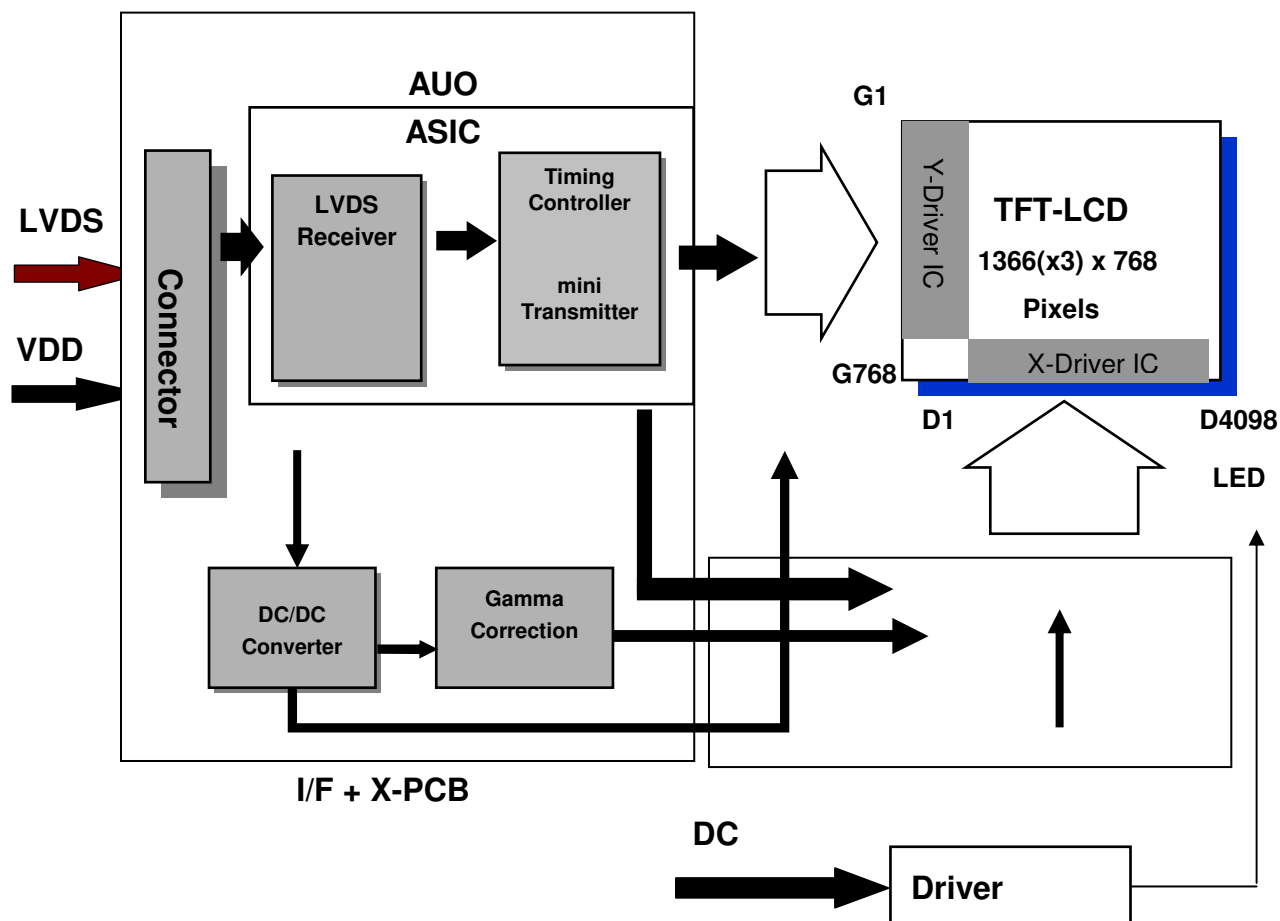 AUO
ASIC
G1
LVDS
VDD
Connector
LVDS
Receiver
Timing
Controller
mini
Transmitter
Y-Driver IC
TFT-LCD
1366(x3) x 768
Pixels
X-Driver IC
G768
D1
D4098
LED
DC/DC
Converter
Gamma
Correction
I/F + X-PCB
DC
Driver